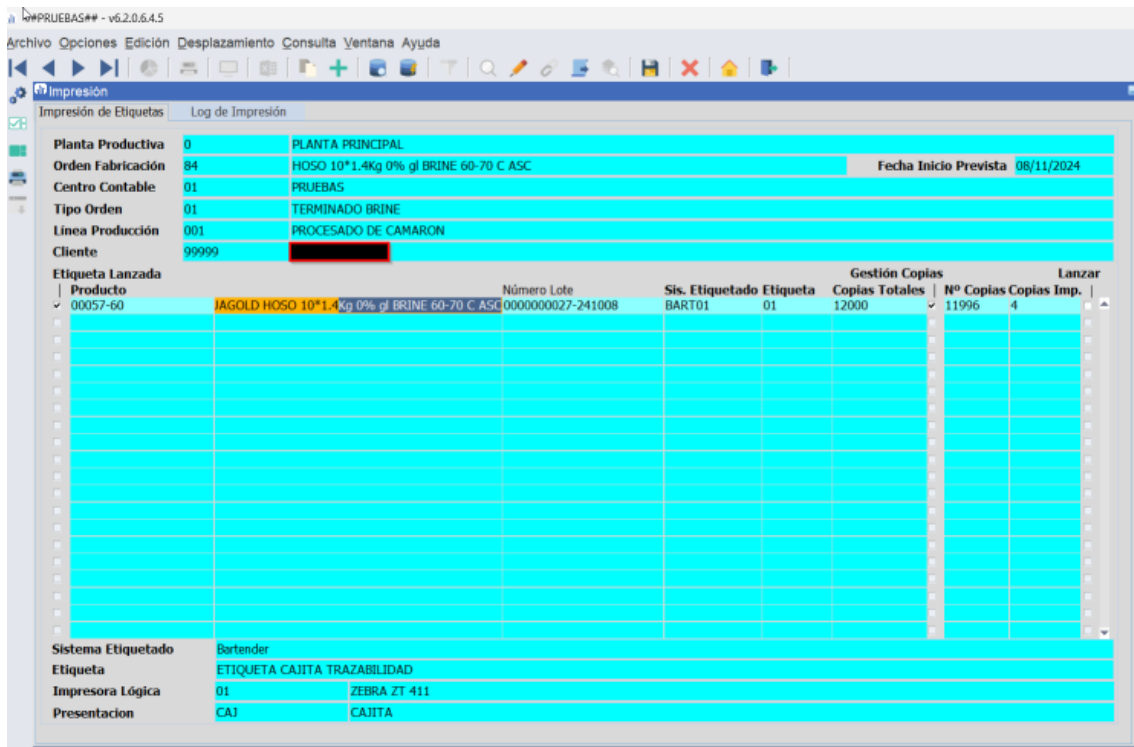 ##PRUEBAS## - v6.2.0.6.4.5
Archivo Opciones Edición Desplazamiento Consulta Ventana Ayuda
Impresión
Impresión de Etiquetas Log de Impresión
Planta Productiva 0 PLANTA PRINCIPAL
Orden Fabricación 84 HOSO 10*1.4Kg 0% gl BRINE 60-70 C ASC Fecha Inicio Prevista 08/11/2024
Centro Contable 01 PRUEBAS
Tipo Orden 01 TERMINADO BRINE
Línea Producción 001 PROCESADO DE CAMARON
Cliente 99999
Etiqueta Lanzada Gestión Copias Lanzar
Producto Número Lote Sis. Etiquetado Etiqueta Copias Totales Nº Copias Copias Imp.
00057-60 JAGOLD HOSO 10*1.4Kg 0% gl BRINE 60-70 C ASC 0000000027-241008 BART01 01 12000 11996 4
Sistema Etiquetado Bartender
Etiqueta ETIQUETA CAJITA TRAZABILIDAD
Impresora Lógica 01 ZEBRA ZT 411
Presentacion CAJ CAJITA